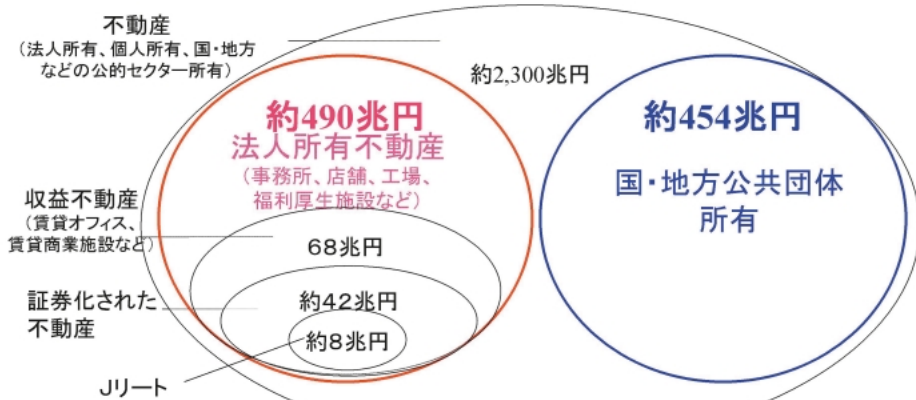 不動産
（法人所有、個人所有、国・地方
などの公的セクター所有）
約2,300兆円
約490兆円
法人所有不動産
（事務所、店舗、工場、
福利厚生施設など）
約454兆円
国・地方公共団体
所有
収益不動産
（賃貸オフィス、
賃貸商業施設など）
68兆円
証券化された
不動産
約42兆円
約8兆円
Jリート